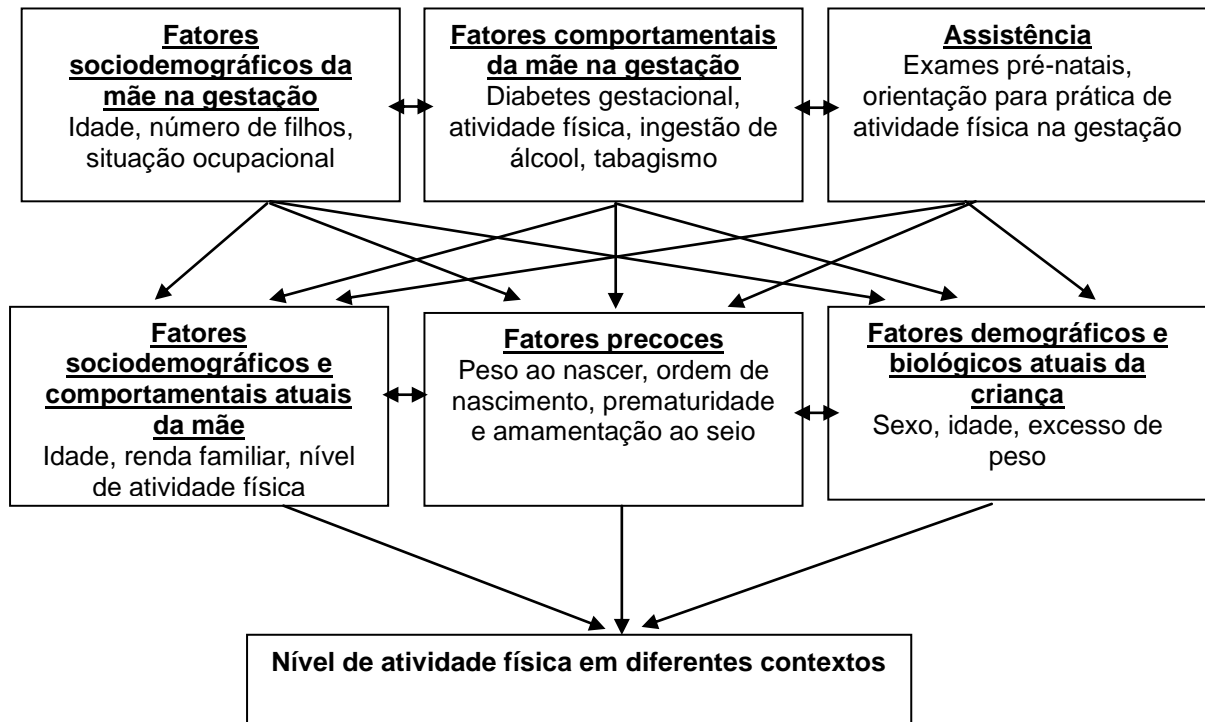 Fatores
sociodemográficos da
mãe na gestação
Idade, número de filhos,
situação ocupacional
Fatores comportamentais
da mãe na gestação
Diabetes gestacional,
atividade física, ingestão de
álcool, tabagismo
Assistência
Exames pré-natais,
orientação para prática de
atividade física na gestação
Fatores
sociodemográficos e
comportamentais atuais
da mãe
Idade, renda familiar, nível
de atividade física
Fatores precoces
Peso ao nascer, ordem de
nascimento, prematuridade
e amamentação ao seio
Fatores demográficos e
biológicos atuais da
criança
Sexo, idade, excesso de
peso
Nível de atividade física em diferentes contextos